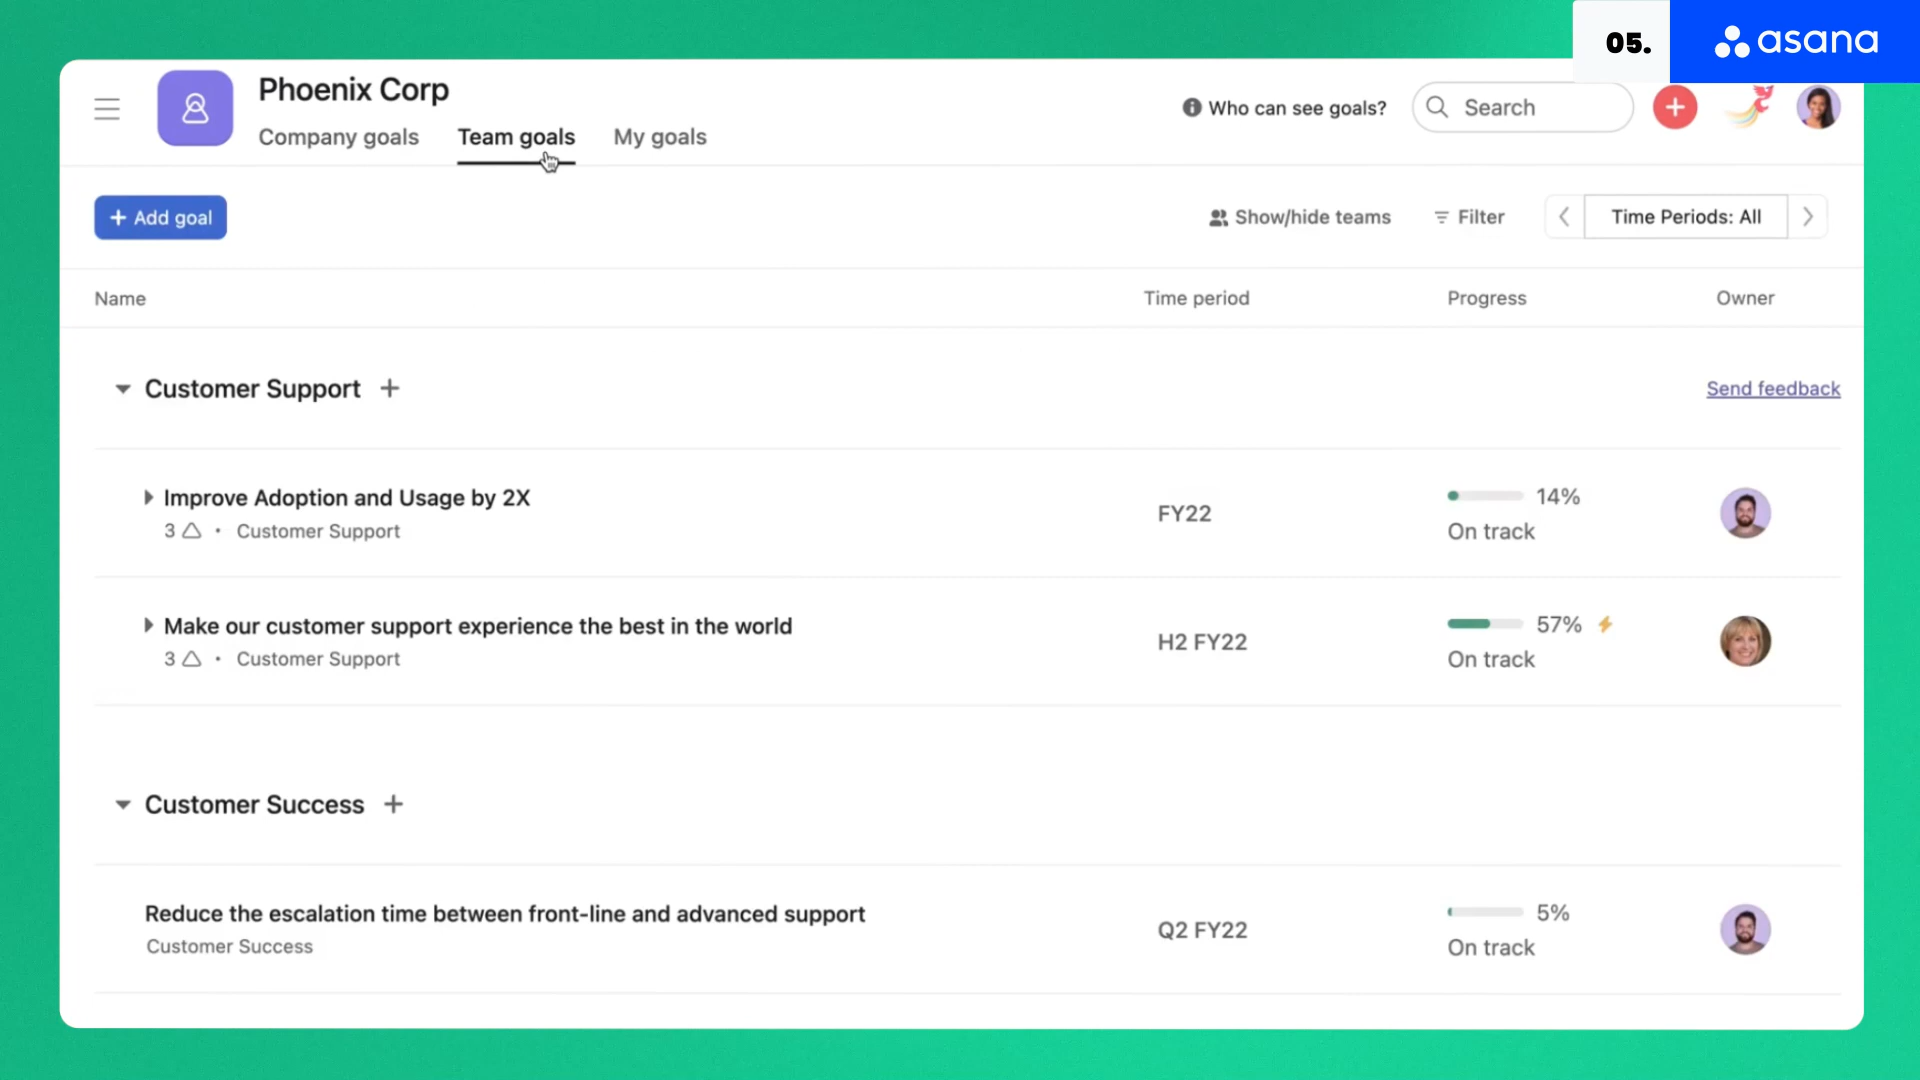 05.
asana
Phoenix Corp
Company goals
Team goals
My goals
Who can see goals?
Search
+ Add goal
Show/hide teams
Filter
Time Periods: All
Name
Time period
Progress
Owner
Customer Support +
Send feedback
Improve Adoption and Usage by 2X
3 • Customer Support
FY22
14%
On track
Make our customer support experience the best in the world
3 • Customer Support
H2 FY22
57%
On track
Customer Success +
Reduce the escalation time between front-line and advanced support
Customer Success
Q2 FY22
5%
On track